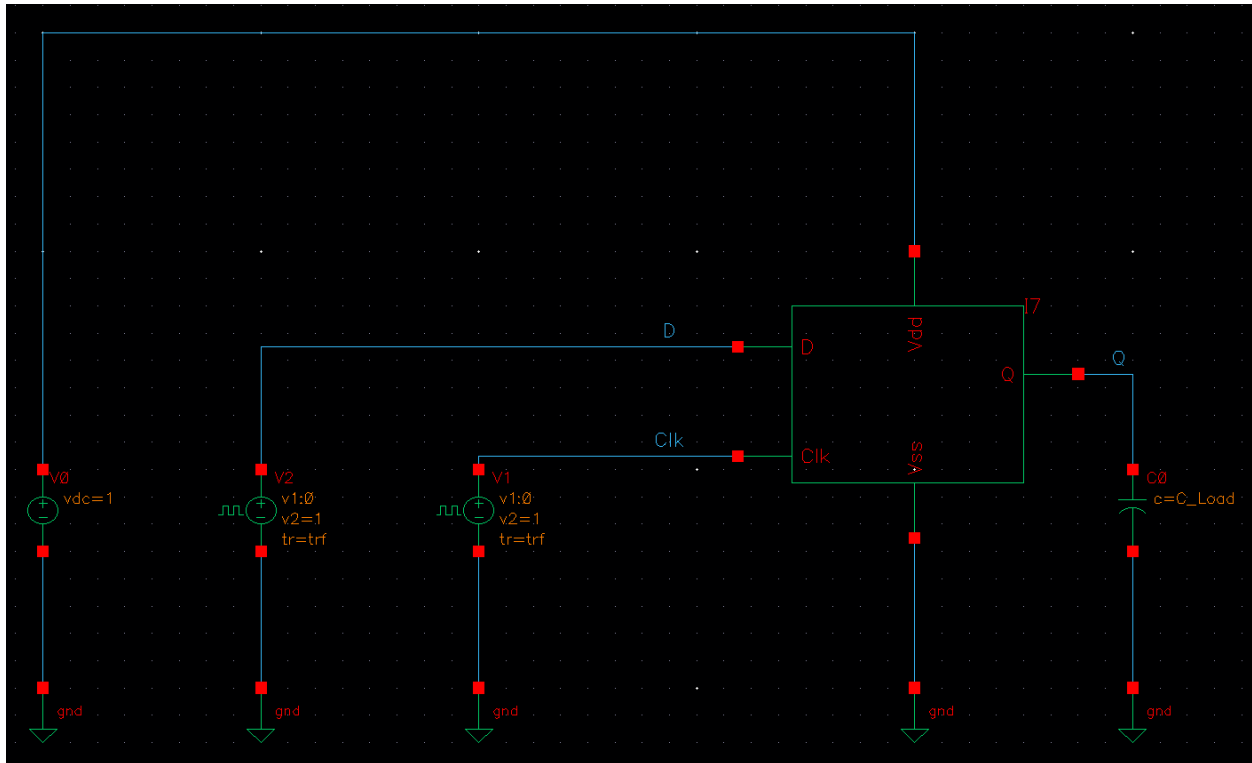 I7
D
Vdd
D
Q
Q
Clk
Clk
Vss
V0
vdc=1
V2
v1:0
v2=1
tr=trf
V1
v1:0
v2=1
tr=trf
C0
c=C_Load
gnd
gnd
gnd
gnd
gnd